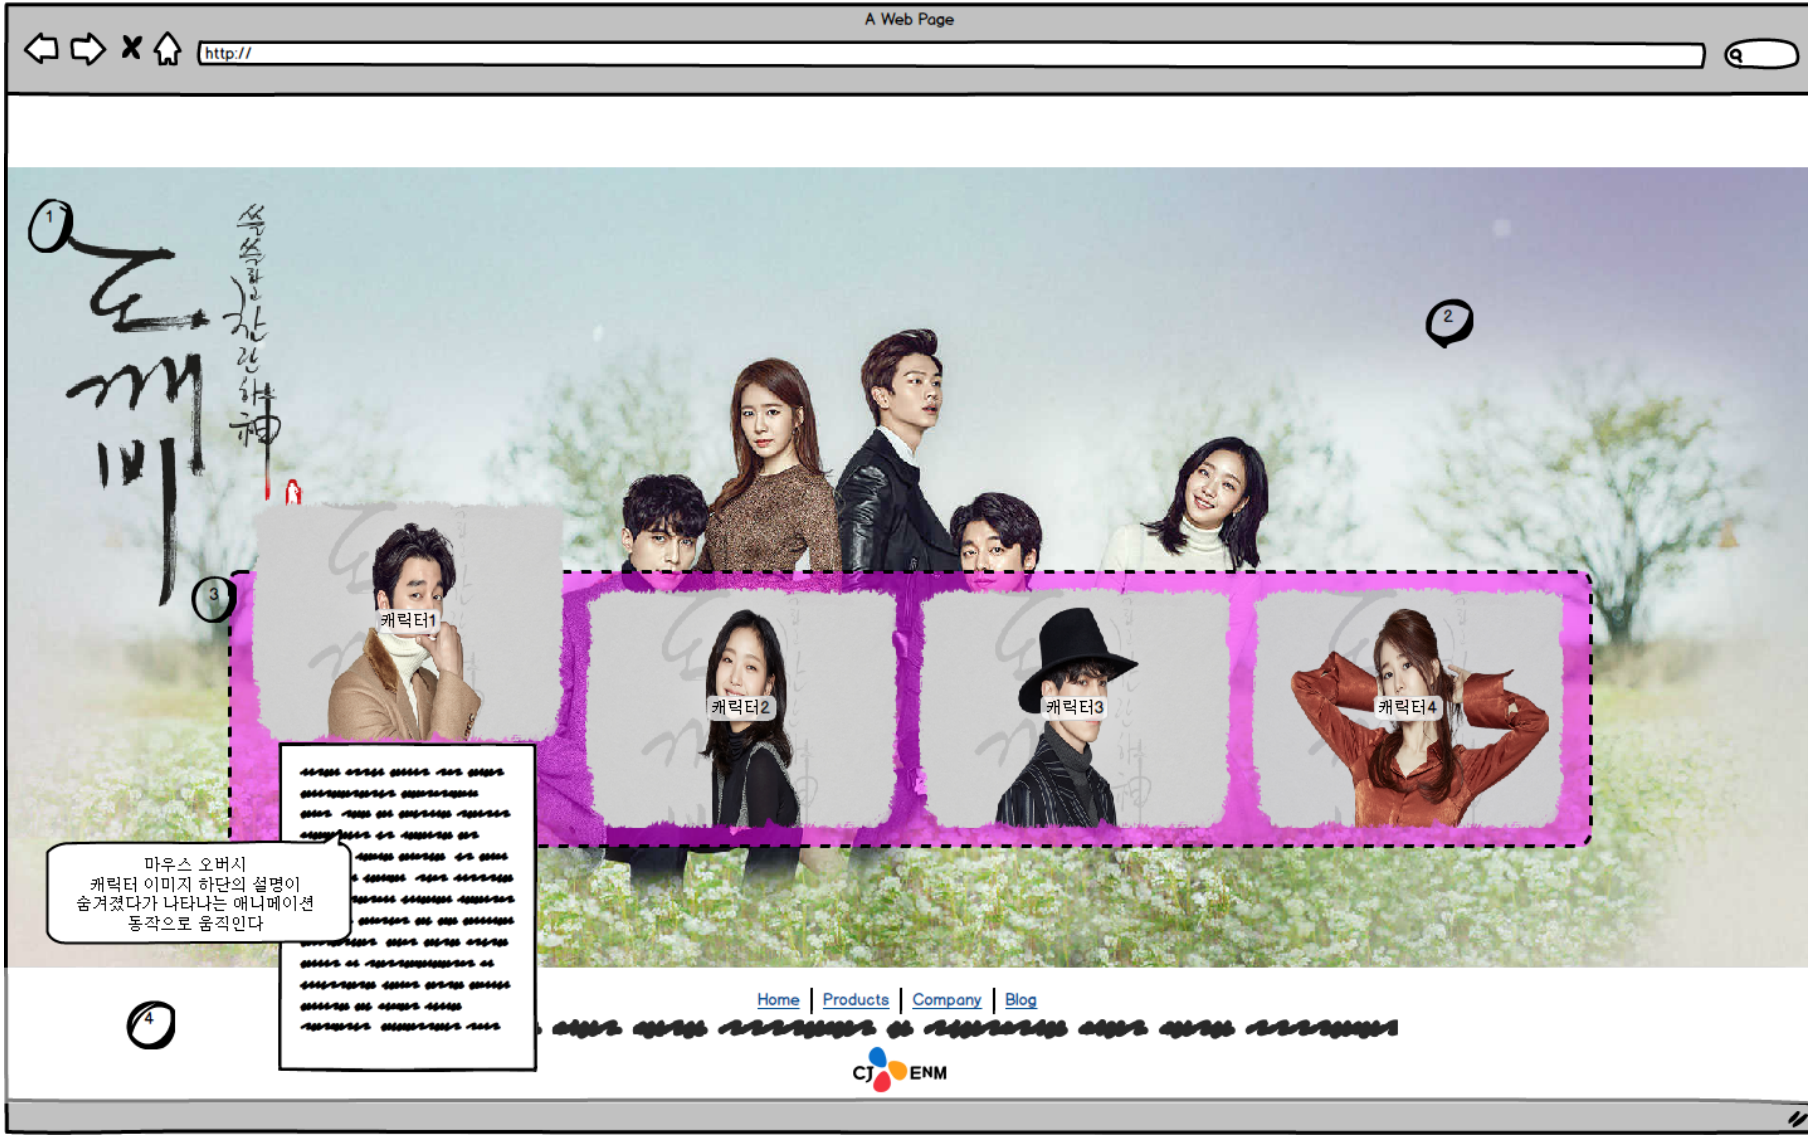 A Web Page
http://
1
도깨비
쓸쓸하고 찬란하神
2
3
캐릭터1
캐릭터2
캐릭터3
캐릭터4
마우스 오버시
캐릭터 이미지 하단의 설명이
숨겨졌다가 나타나는 애니메이션
동작으로 움직인다
4
Home
Products
Company
Blog
CJ ENM